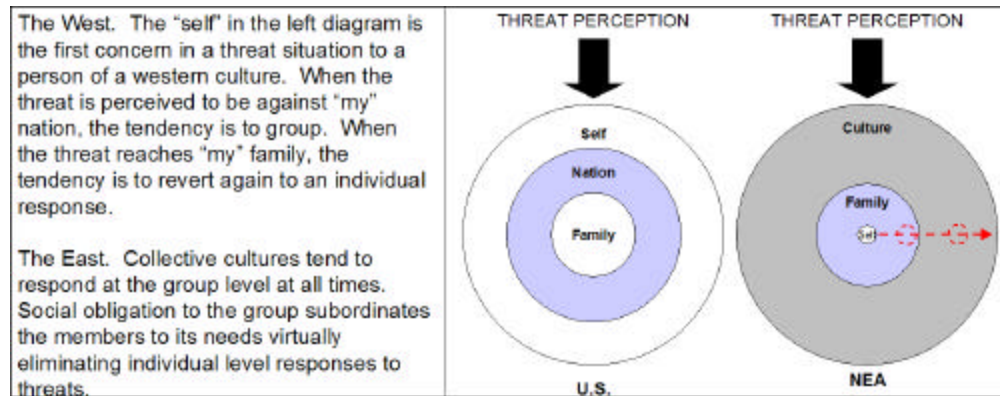 The West. The "self" in the left diagram is
the first concern in a threat situation to a
person of a western culture. When the
threat is perceived to be against "my"
nation, the tendency is to group. When
the threat reaches "my" family, the
tendency is to revert again to an individual
response.
The East. Collective cultures tend to
respond at the group level at all times.
Social obligation to the group subordinates
the members to its needs virtually
eliminating individual level responses to
threats.
THREAT PERCEPTION
Self
Nation
Family
U.S.
THREAT PERCEPTION
Culture
Family
Self
NEA